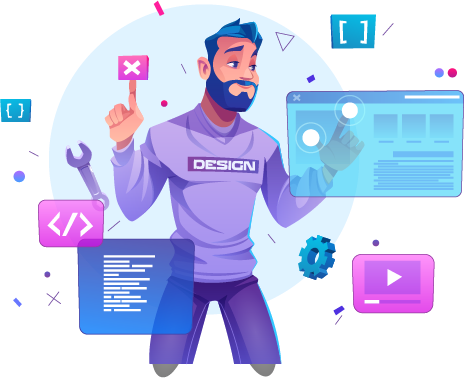 [ ]
{ }
DESIGN
</>